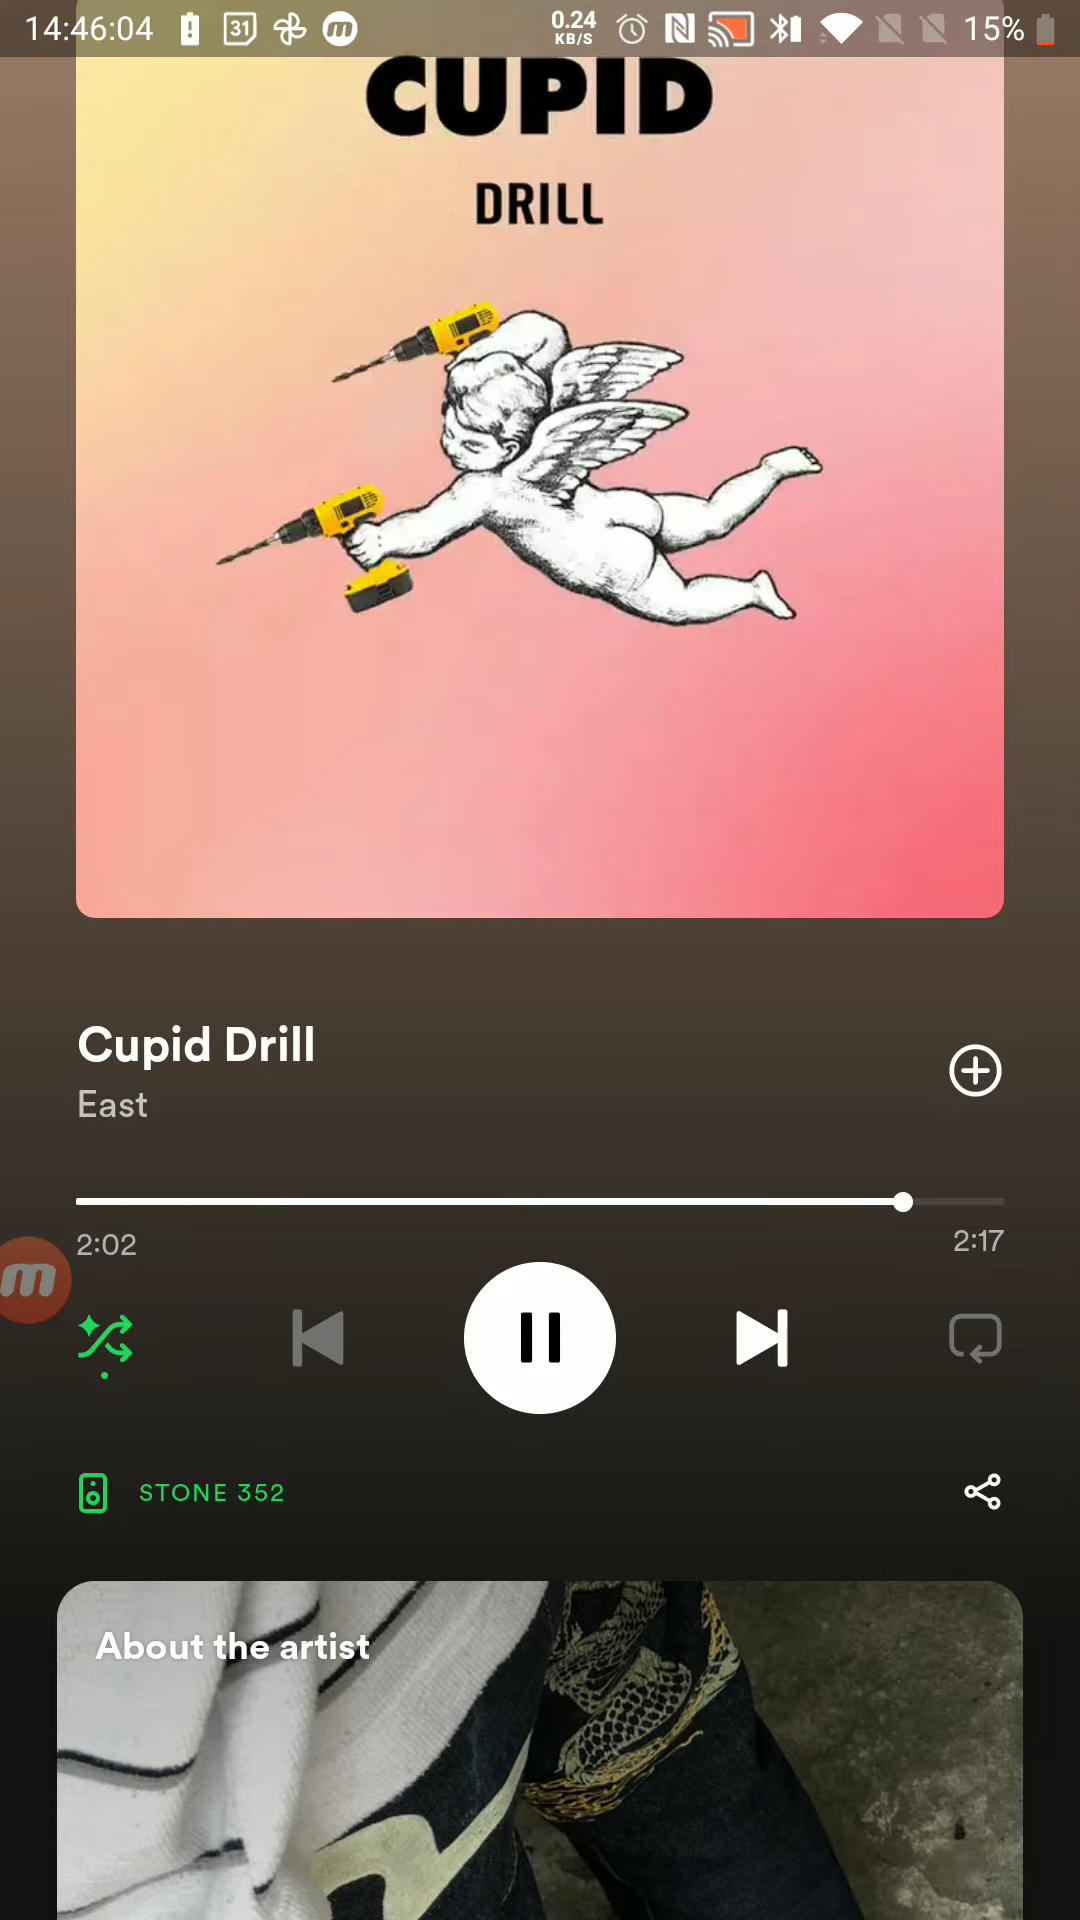 14:46:04 31 m 0.24 KB/S 15%
CUPID
DRILL
Cupid Drill
East
2:02 2:17
m
STONE 352
About the artist